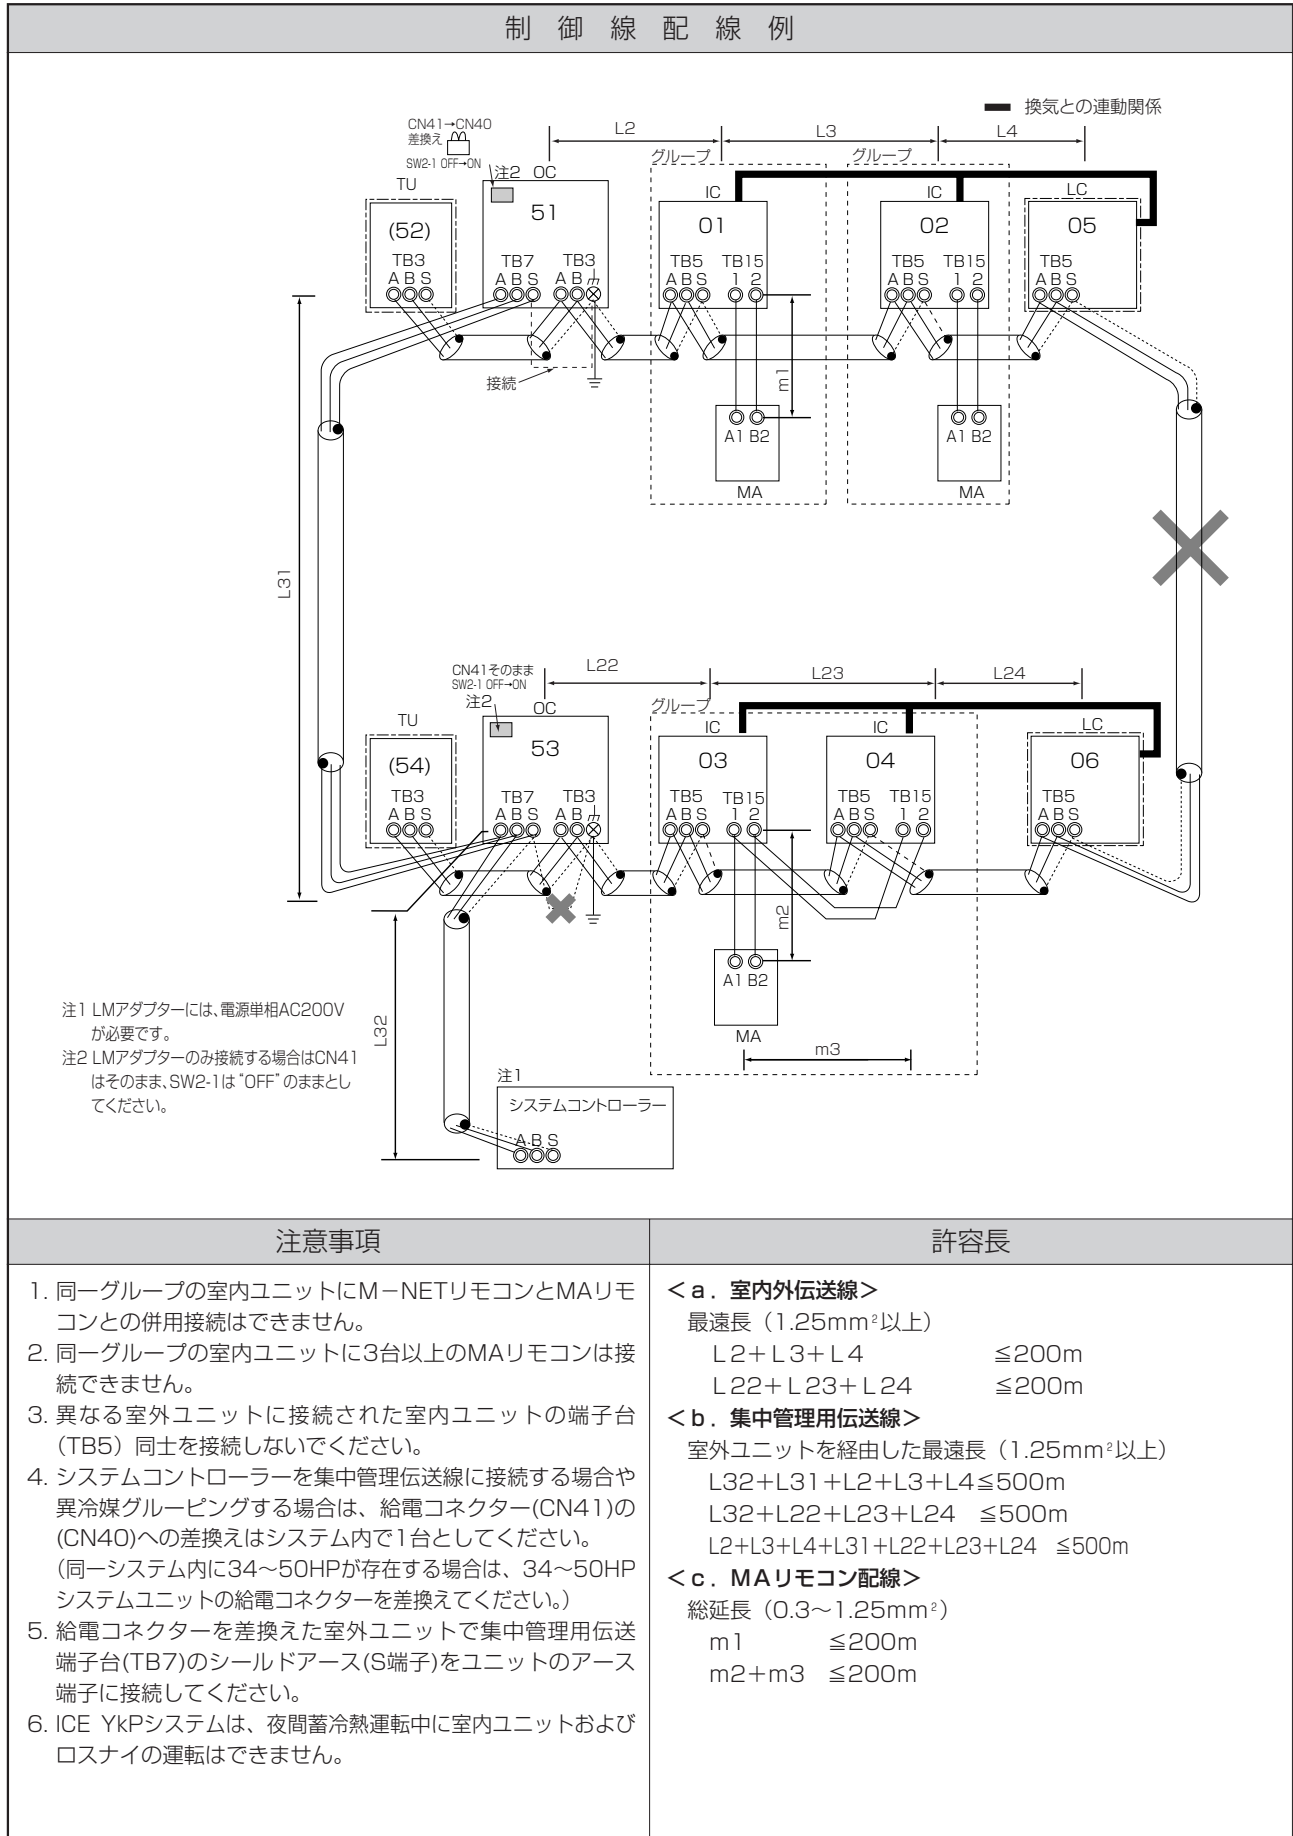 制御線配線例
換気との連動関係
CN41→CN40
差換え
SW2-1 OFF→ON
L2
L3
L4
グループ
グループ
注2 OC
TU
IC
IC
LC
(52)
51
01
02
05
TB3
TB7
TB3
TB5
TB15
TB5
TB15
TB5
A B S
A B S
A B
A B S
1 2
A B S
1 2
A B S
接続
m1
A1 B2
A1 B2
MA
MA
L31
CN41そのまま
SW2-1 OFF→ON
注2
L22
L23
L24
グループ
TU
OC
IC
IC
LC
(54)
53
03
04
06
TB3
TB7
TB3
TB5
TB15
TB5
TB15
TB5
A B S
A B S
A B
A B S
1 2
A B S
1 2
A B S
m2
A1 B2
MA
m3
L32
注1 LMアダプターには、電源単相AC200V
が必要です。
注2 LMアダプターのみ接続する場合はCN41
はそのまま、SW2-1は“OFF”のままとし
てください。
注1
システムコントローラー
A B S
注意事項
1. 同一グループの室内ユニットにM-NETリモコンとMAリモ
コンとの併用接続はできません。
2. 同一グループの室内ユニットに3台以上のMAリモコンは接
続できません。
3. 異なる室外ユニットに接続された室内ユニットの端子台
（TB5）同士を接続しないでください。
4. システムコントローラーを集中管理伝送線に接続する場合や
異冷媒グルーピングする場合は、給電コネクター(CN41)の
(CN40)への差換えはシステム内で1台としてください。
(同一システム内に34～50HPが存在する場合は、34～50HP
システムユニットの給電コネクターを差換えてください。)
5. 給電コネクターを差換えた室外ユニットで集中管理用伝送
端子台(TB7)のシールドアース(S端子)をユニットのアース
端子に接続してください。
6. ICE YkPシステムは、夜間蓄冷熱運転中に室内ユニットおよび
ロスナイの運転はできません。
許容長
＜a．室内外伝送線＞
最遠長（1.25mm²以上）
L2+L3+L4 ≦200m
L22+L23+L24 ≦200m
＜b．集中管理用伝送線＞
室外ユニットを経由した最遠長（1.25mm²以上）
L32+L31+L2+L3+L4≦500m
L32+L22+L23+L24 ≦500m
L2+L3+L4+L31+L22+L23+L24 ≦500m
＜c．MAリモコン配線＞
総延長（0.3～1.25mm²）
m1 ≦200m
m2+m3 ≦200m